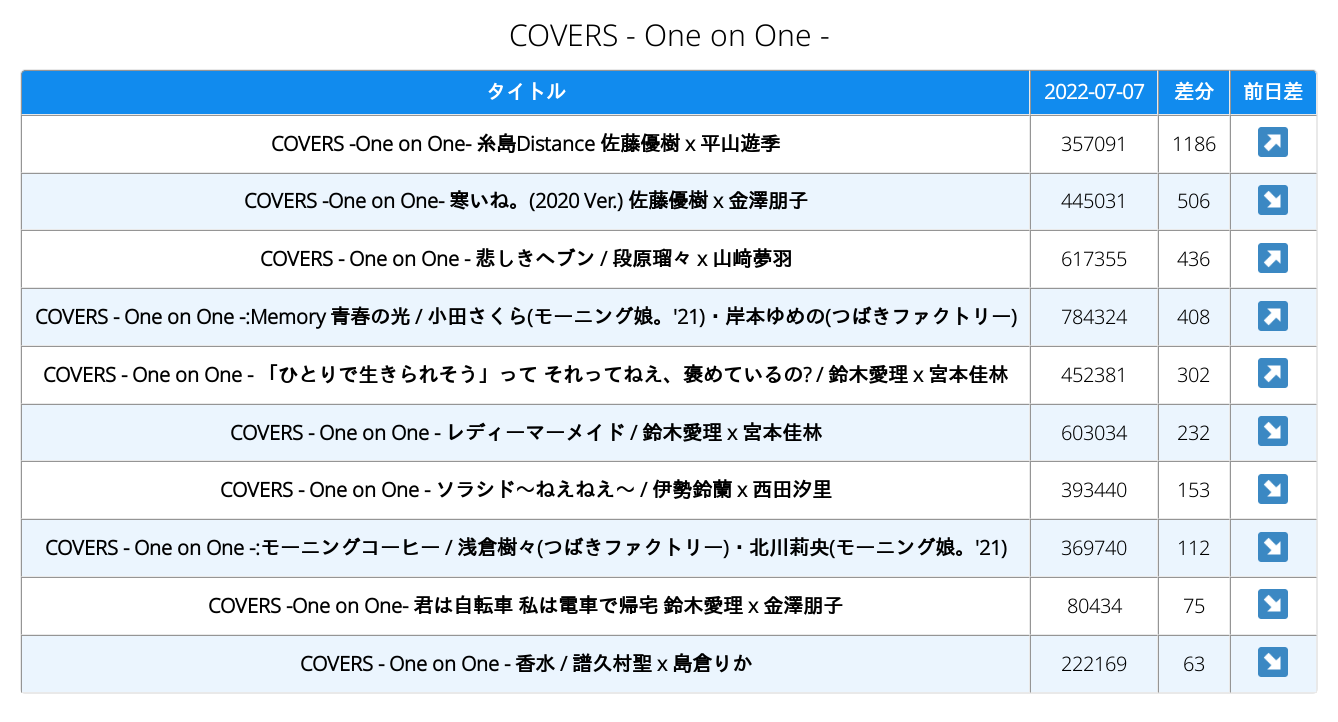 COVERS - One on One -
タイトル 2022-07-07 差分 前日差
COVERS -One on One- 糸島Distance 佐藤優樹 x 平山遊季 357091 1186
COVERS -One on One- 寒いね。(2020 Ver.) 佐藤優樹 x 金澤朋子 445031 506
COVERS - One on One - 悲しきヘブン / 段原瑠々 x 山﨑夢羽 617355 436
COVERS - One on One -:Memory 青春の光 / 小田さくら(モーニング娘。'21)・岸本ゆめの(つばきファクトリー) 784324 408
COVERS - One on One - 「ひとりで生きられそう」って それってねえ、褒めているの? / 鈴木愛理 x 宮本佳林 452381 302
COVERS - One on One - レディーマーメイド / 鈴木愛理 x 宮本佳林 603034 232
COVERS - One on One - ソラシド〜ねえねえ〜 / 伊勢鈴蘭 x 西田汐里 393440 153
COVERS - One on One -:モーニングコーヒー / 浅倉樹々(つばきファクトリー)・北川莉央(モーニング娘。'21) 369740 112
COVERS -One on One- 君は自転車 私は電車で帰宅 鈴木愛理 x 金澤朋子 80434 75
COVERS - One on One - 香水 / 譜久村聖 x 島倉りか 222169 63